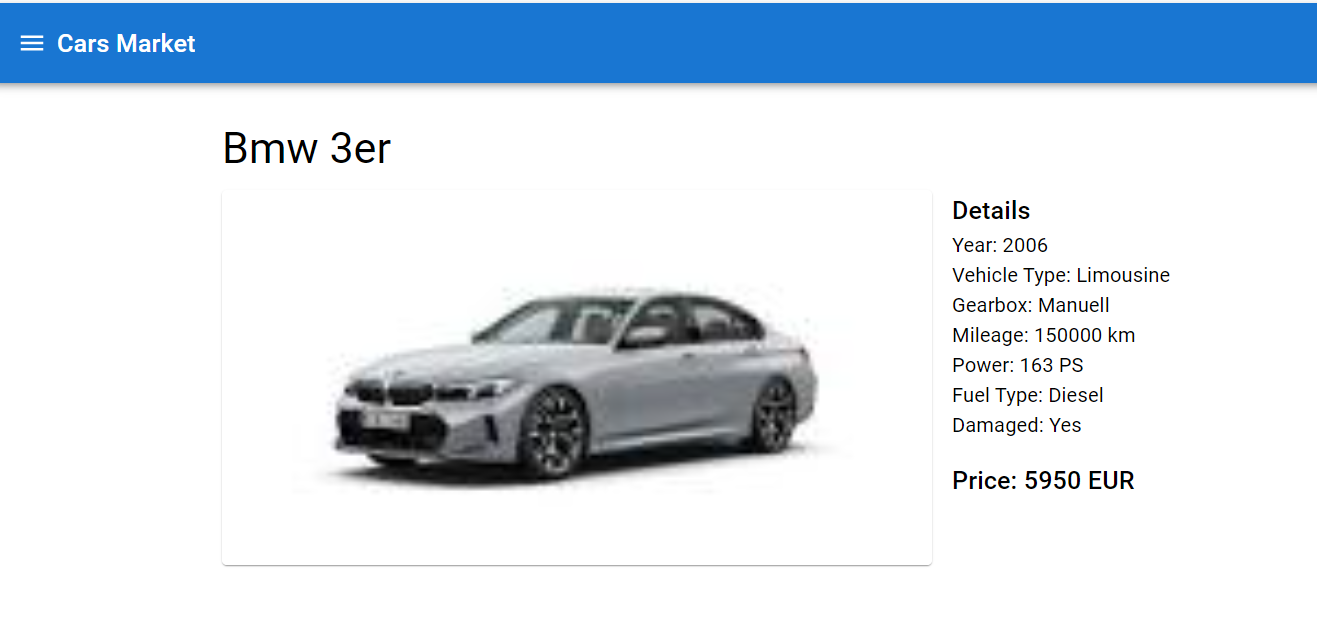 Cars Market
Bmw 3er
Details
Year: 2006
Vehicle Type: Limousine
Gearbox: Manuell
Mileage: 150000 km
Power: 163 PS
Fuel Type: Diesel
Damaged: Yes
Price: 5950 EUR